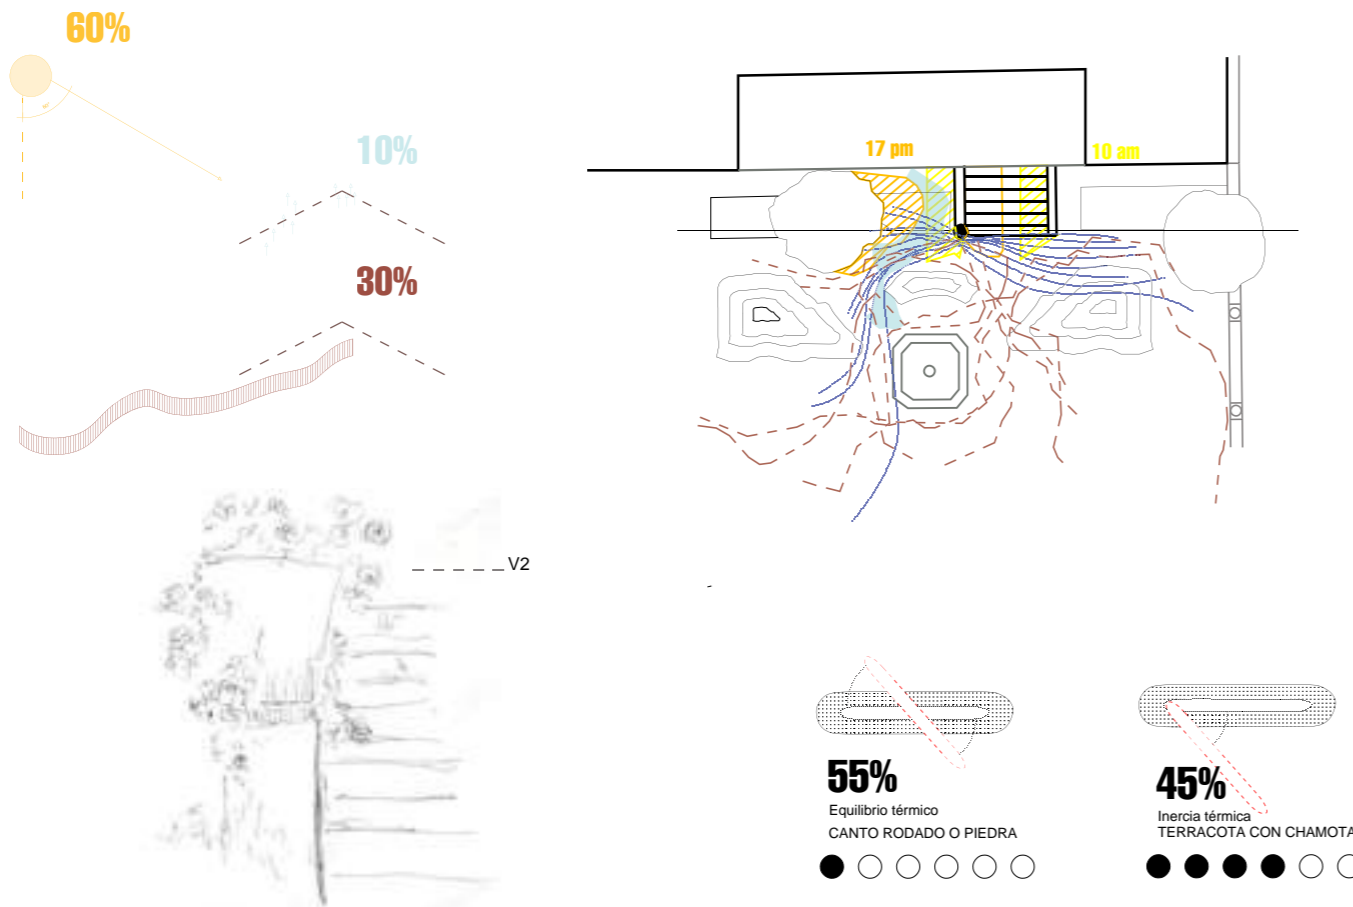 60%
10%
30%
17 pm
10 am
V2
55%
Equilibrio térmico
CANTO RODADO O PIEDRA
45%
Inercia térmica
TERRACOTA CON CHAMOTA